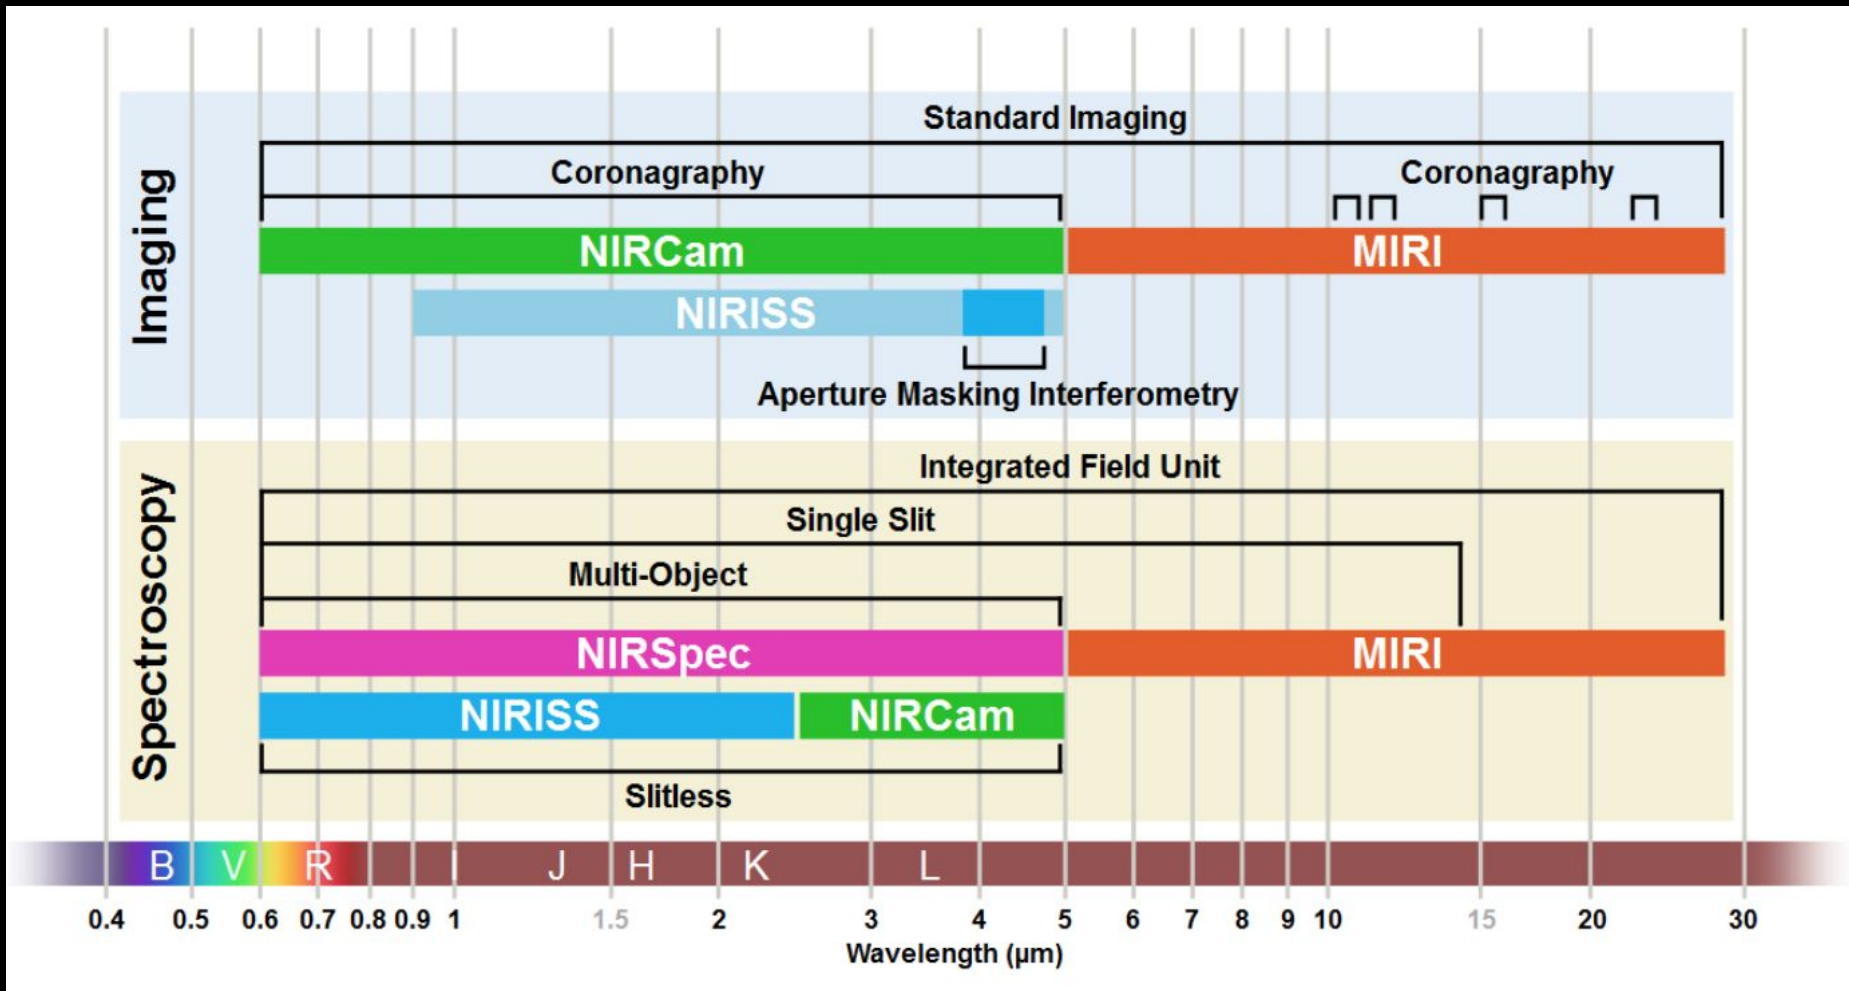 Imaging
Standard Imaging
Coronagraphy
Coronagraphy
NIRCam
MIRI
NIRISS
Aperture Masking Interferometry
Spectroscopy
Integrated Field Unit
Single Slit
Multi-Object
NIRSpec
MIRI
NIRISS
NIRCam
Slitless
B V R I J H K L
0.4 0.5 0.6 0.7 0.8 0.9 1 1.5 2 3 4 5 6 7 8 9 10 15 20 30
Wavelength (µm)